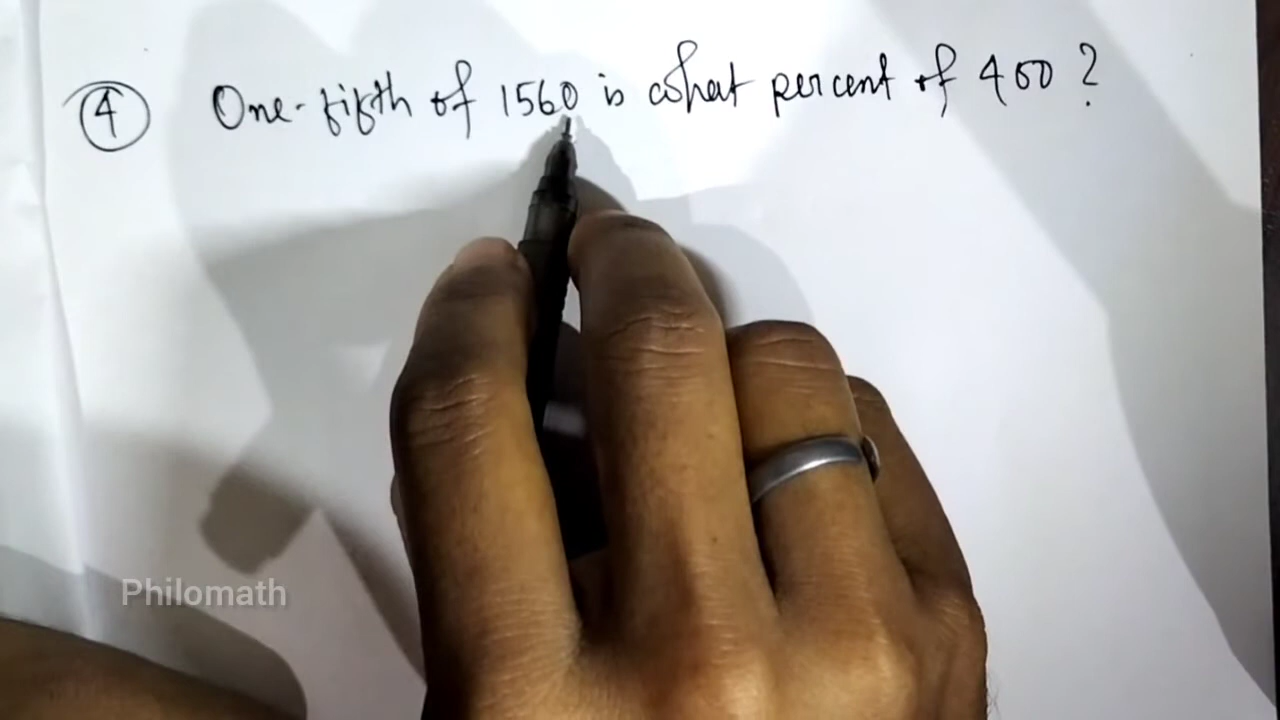 ④ One-fifth of 1560 is what percent of 400 ?
Philomath